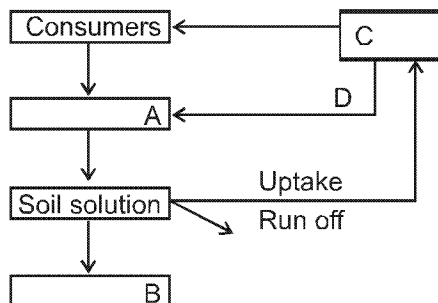 Consumers
C
D
A
Uptake
Soil solution
Run off
B